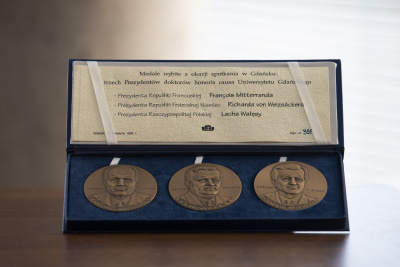 Medale wybite z okazji spotkania w Gdańsku
trzech Prezydentów doktorów honoris causa Uniwersytetu Gdańskiego
- Prezydenta Republiki Francuskiej François Mitterranda
- Prezydenta Republiki Federalnej Niemiec Richarda von Weizsäckera
- Prezydenta Rzeczypospolitej Polskiej Lecha Wałęsy